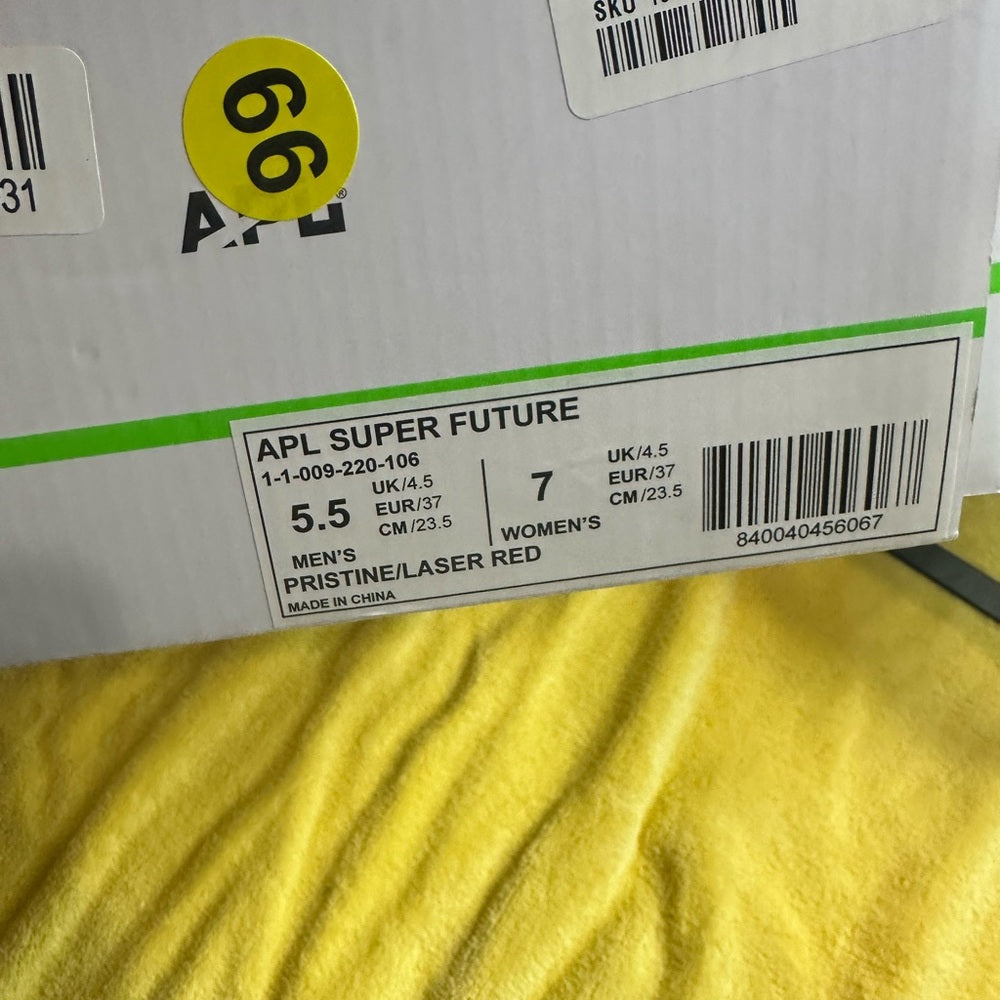 SKU
31
66
APL®
APL SUPER FUTURE
1-1-009-220-106
5.5
MEN'S
UK/4.5
EUR/37
CM/23.5
7
WOMEN'S
UK/4.5
EUR/37
CM/23.5
PRISTINE/LASER RED
MADE IN CHINA
840040456067